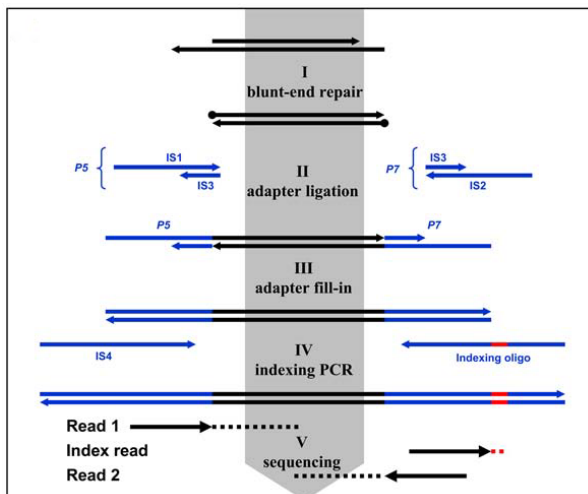 I
blunt-end repair
P5
IS1
IS3
II
adapter ligation
P7
IS3
IS2
P5
P7
III
adapter fill-in
IS4
IV
indexing PCR
Indexing oligo
Read 1
Index read
Read 2
V
sequencing